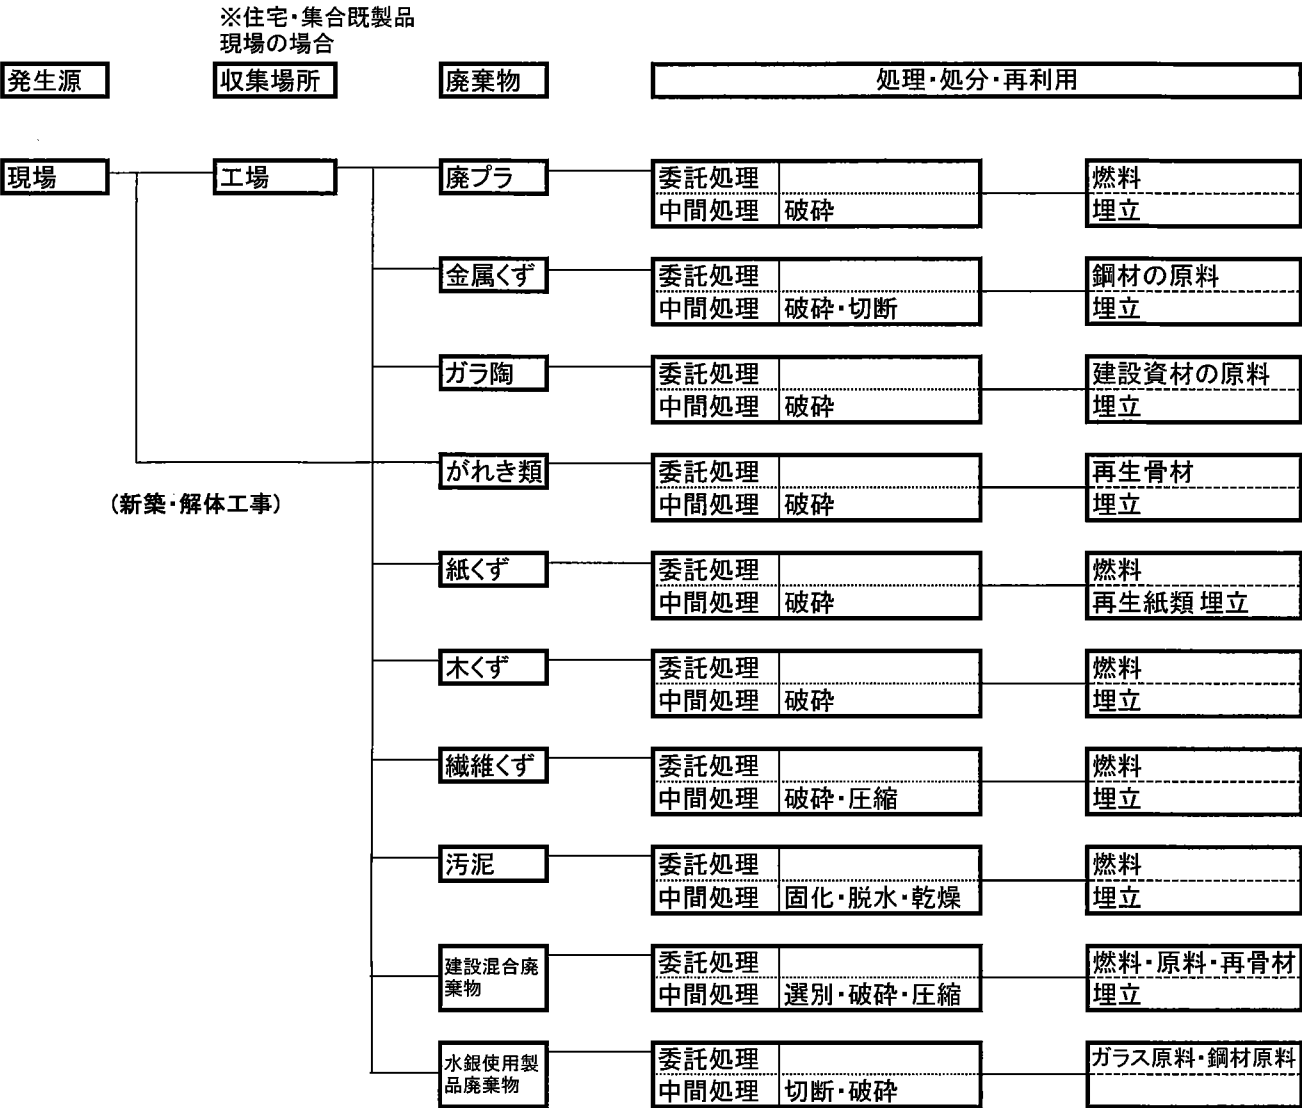 ※住宅・集合既製品
現場の場合
発生源 収集場所 廃棄物 処理・処分・再利用
現場 工場 廃プラ 委託処理 燃料
中間処理 破砕 埋立
金属くず 委託処理 鋼材の原料
中間処理 破砕・切断 埋立
ガラ陶 委託処理 建設資材の原料
中間処理 破砕 埋立
がれき類 委託処理 再生骨材
中間処理 破砕 埋立
(新築・解体工事)
紙くず 委託処理 燃料
中間処理 破砕 再生紙類 埋立
木くず 委託処理 燃料
中間処理 破砕 埋立
繊維くず 委託処理 燃料
中間処理 破砕・圧縮 埋立
汚泥 委託処理 燃料
中間処理 固化・脱水・乾燥 埋立
建設混合廃
棄物
委託処理 燃料・原料・再骨材
中間処理 選別・破砕・圧縮 埋立
水銀使用製
品廃棄物
委託処理 ガラス原料・鋼材原料
中間処理 切断・破砕